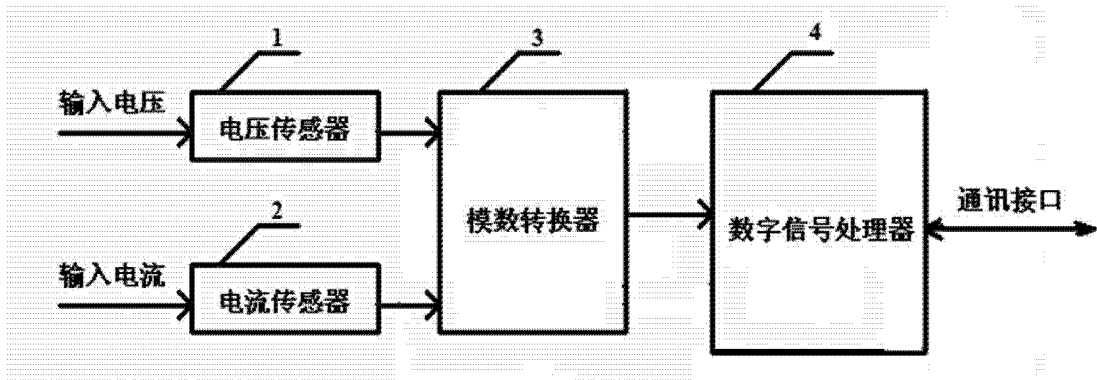 1
3
4
输入电压
电压传感器
2
模数转换器
数字信号处理器
通讯接口
输入电流
电流传感器